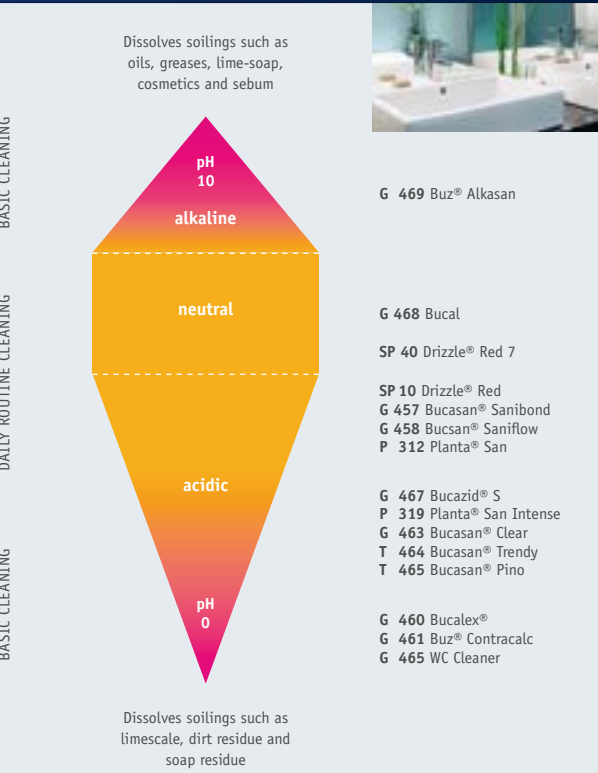 Dissolves soilings such as
oils, greases, lime-soap,
cosmetics and sebum
BASIC CLEANING
pH
10
alkaline
G 469 Buz® Alkasan
DAILY ROUTINE CLEANING
neutral
G 468 Bucal
SP 40 Drizzle® Red 7
SP 10 Drizzle® Red
G 457 Bucasan® Sanibond
G 458 Bucsan® Saniflow
P 312 Planta® San
acidic
G 467 Bucazid® S
P 319 Planta® San Intense
G 463 Bucasan® Clear
T 464 Bucasan® Trendy
T 465 Bucasan® Pino
BASIC CLEANING
pH
0
G 460 Bucalex®
G 461 Buz® Contracalc
G 465 WC Cleaner
Dissolves soilings such as
limescale, dirt residue and
soap residue